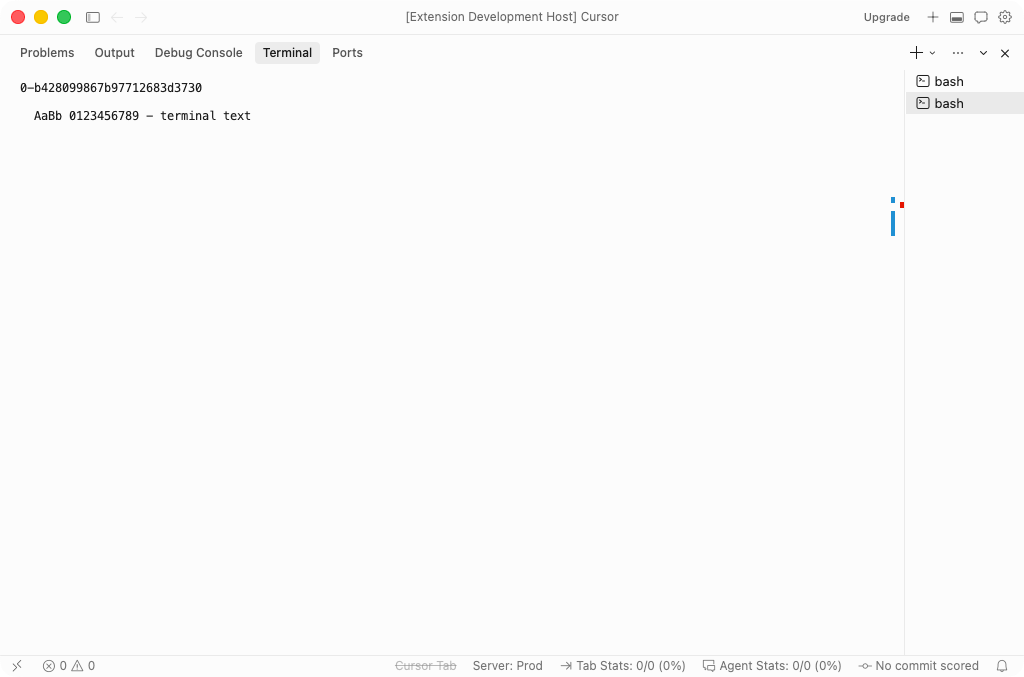 [Extension Development Host] Cursor
Upgrade
Problems Output Debug Console Terminal Ports
0-b428099867b97712683d3730
AaBb 0123456789 - terminal text
bash
bash
0 0 Cursor Tab Server: Prod Tab Stats: 0/0 (0%) Agent Stats: 0/0 (0%) No commit scored